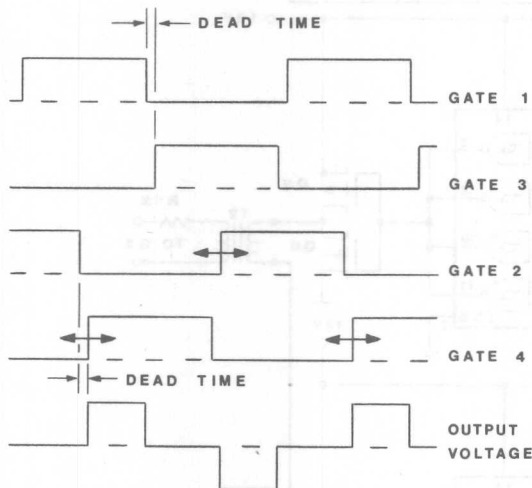 DEAD TIME
GATE 1
GATE 3
GATE 2
GATE 4
DEAD TIME
OUTPUT
VOLTAGE